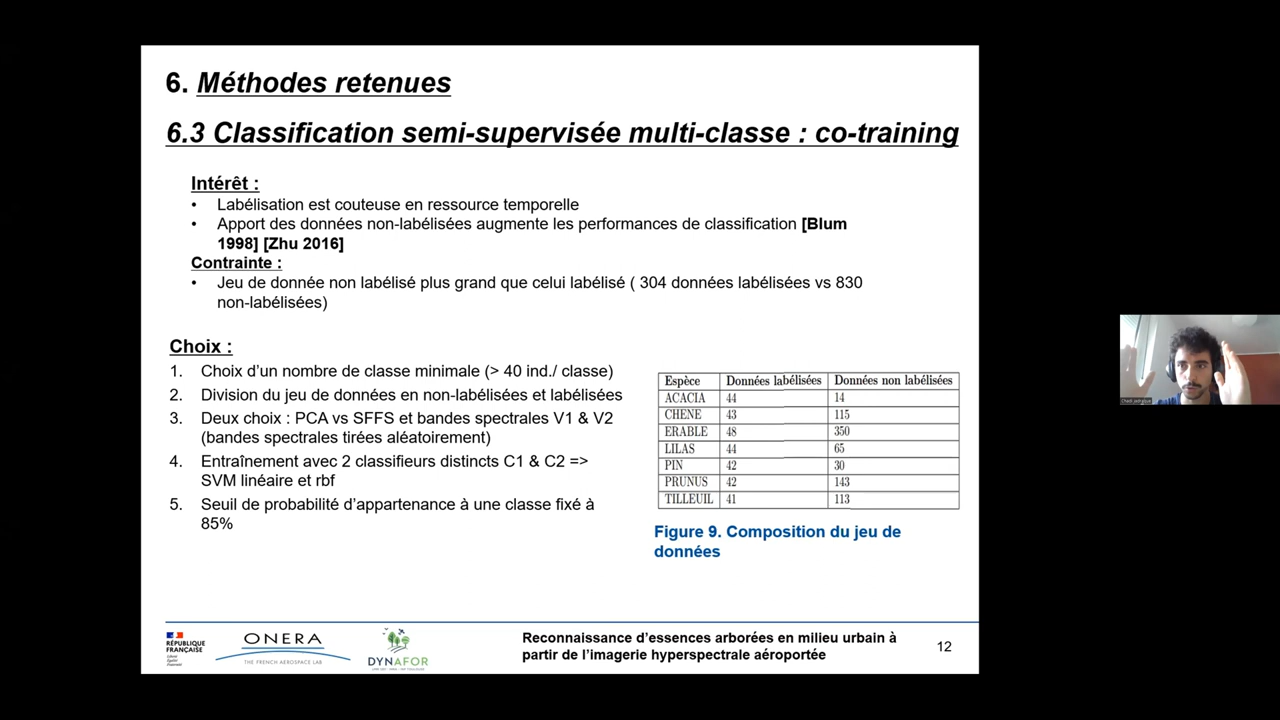 6. Méthodes retenues
6.3 Classification semi-supervisée multi-classe : co-training
Intérêt :
• Labélisation est couteuse en ressource temporelle
• Apport des données non-labélisées augmente les performances de classification [Blum
1998] [Zhu 2016]
Contrainte :
• Jeu de donnée non labélisé plus grand que celui labélisé ( 304 données labélisées vs 830
non-labélisées)
Choix :
1. Choix d'un nombre de classe minimale (> 40 ind./ classe)
2. Division du jeu de données en non-labélisées et labélisées
3. Deux choix : PCA vs SFFS et bandes spectrales V1 & V2
(bandes spectrales tirées aléatoirement)
4. Entraînement avec 2 classifieurs distincts C1 & C2 =>
SVM linéaire et rbf
5. Seuil de probabilité d'appartenance à une classe fixé à
85%
Espèce Données labélisées Données non labélisées
ACACIA 44 14
CHENE 43 115
ERABLE 48 350
LILAS 44 65
PIN 42 30
PRUNUS 42 143
TILLEUIL 41 113
Figure 9. Composition du jeu de
données
RÉPUBLIQUE
FRANÇAISE
Liberté
Égalité
Fraternité
ONERA
THE FRENCH AEROSPACE LAB
DYNAFOR
Reconnaissance d'essences arborées en milieu urbain à
partir de l'imagerie hyperspectrale aéroportée
12